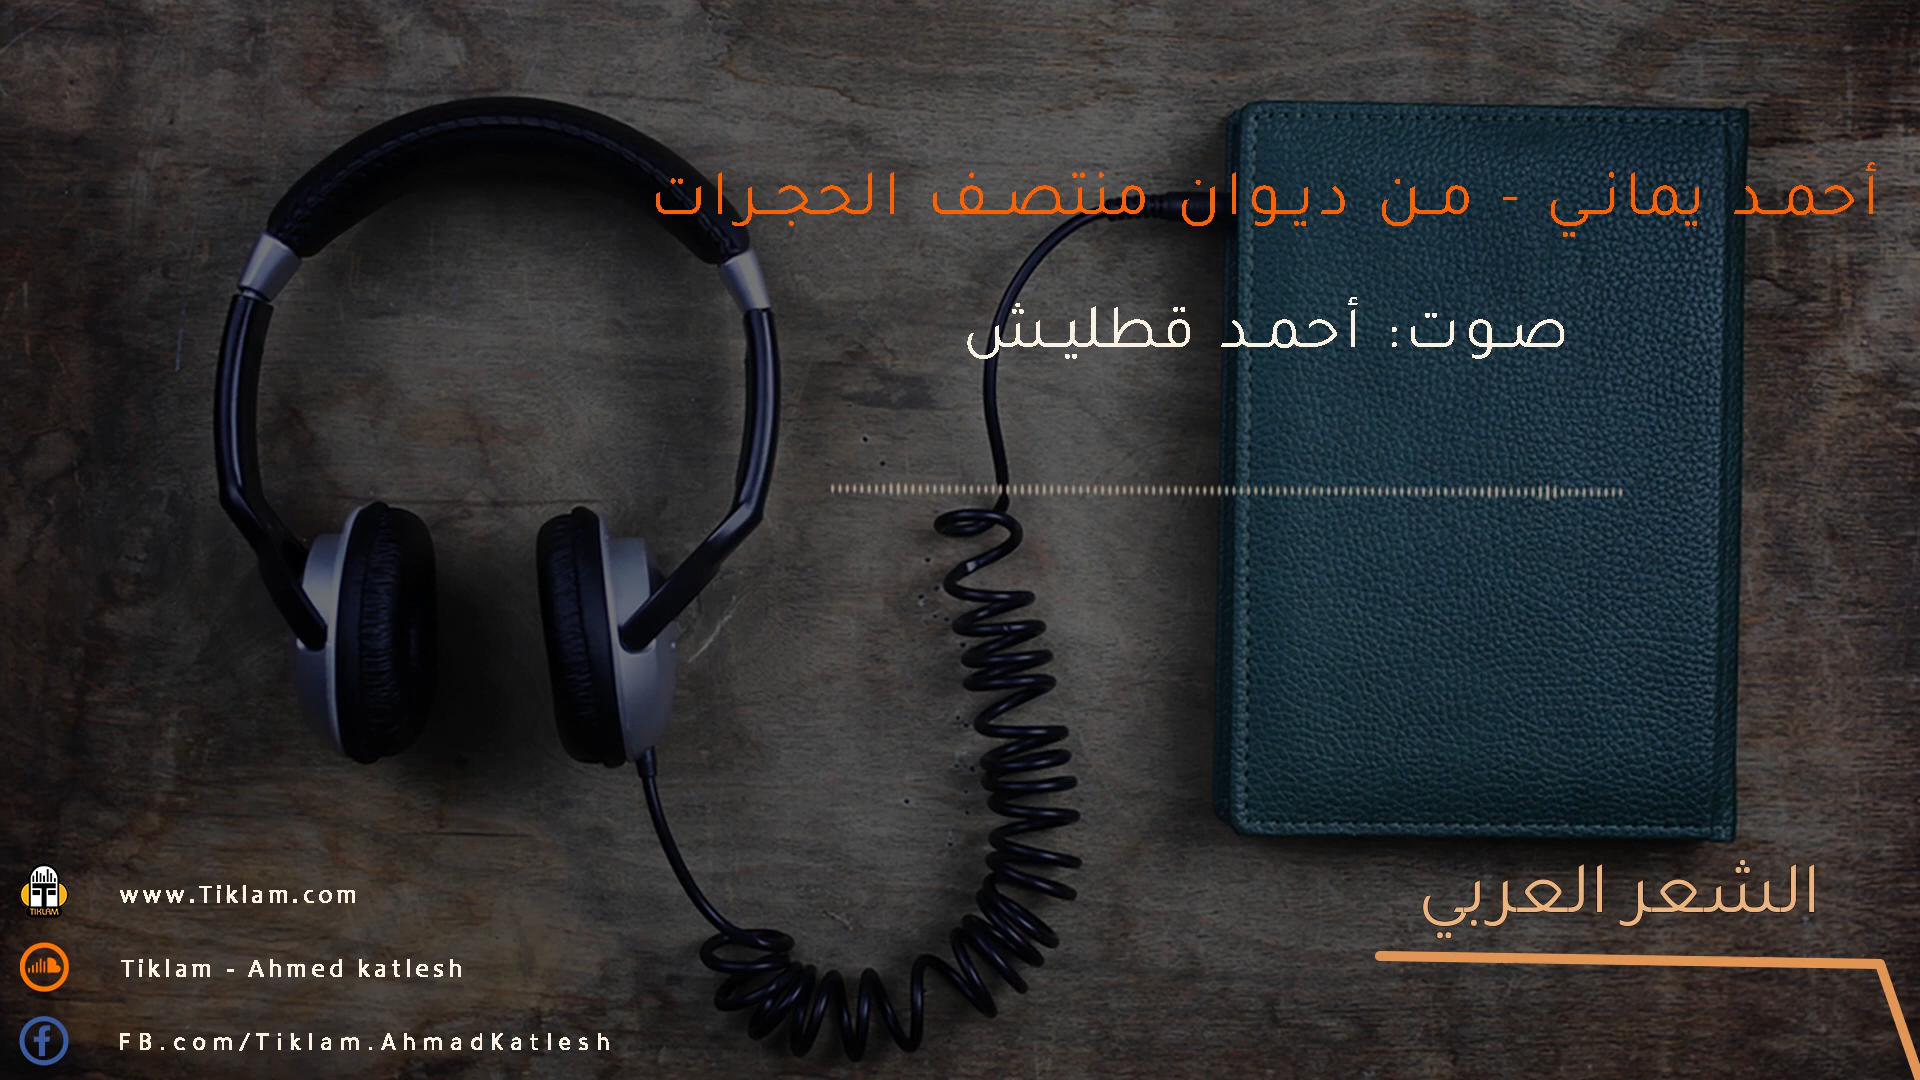 أحمد يماني - من ديوان منتصف الحجرات
صوت: أحمد قطليش
الشعر العربي
TIKLAM
www.Tiklam.com
Tiklam - Ahmed katlesh
FB.com/Tiklam.AhmadKatlesh